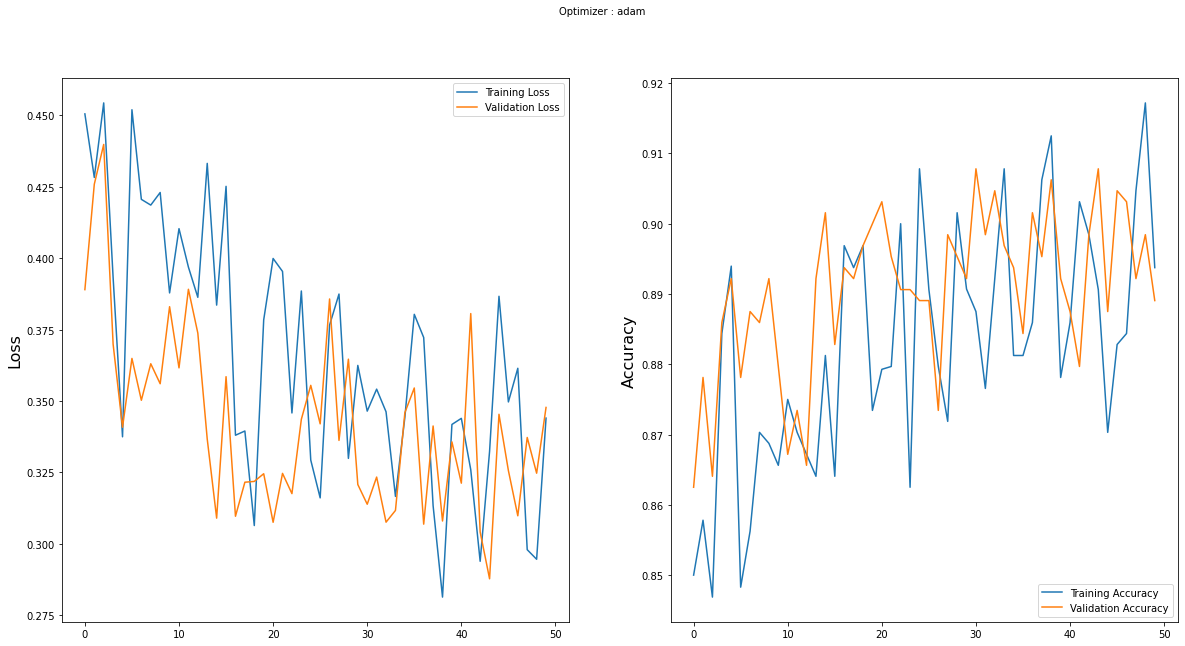 Optimizer : adam
Loss
0.450
0.425
0.400
0.375
0.350
0.325
0.300
0.275
0 10 20 30 40 50
Training Loss
Validation Loss
Accuracy
0.92
0.91
0.90
0.89
0.88
0.87
0.86
0.85
0 10 20 30 40 50
Training Accuracy
Validation Accuracy